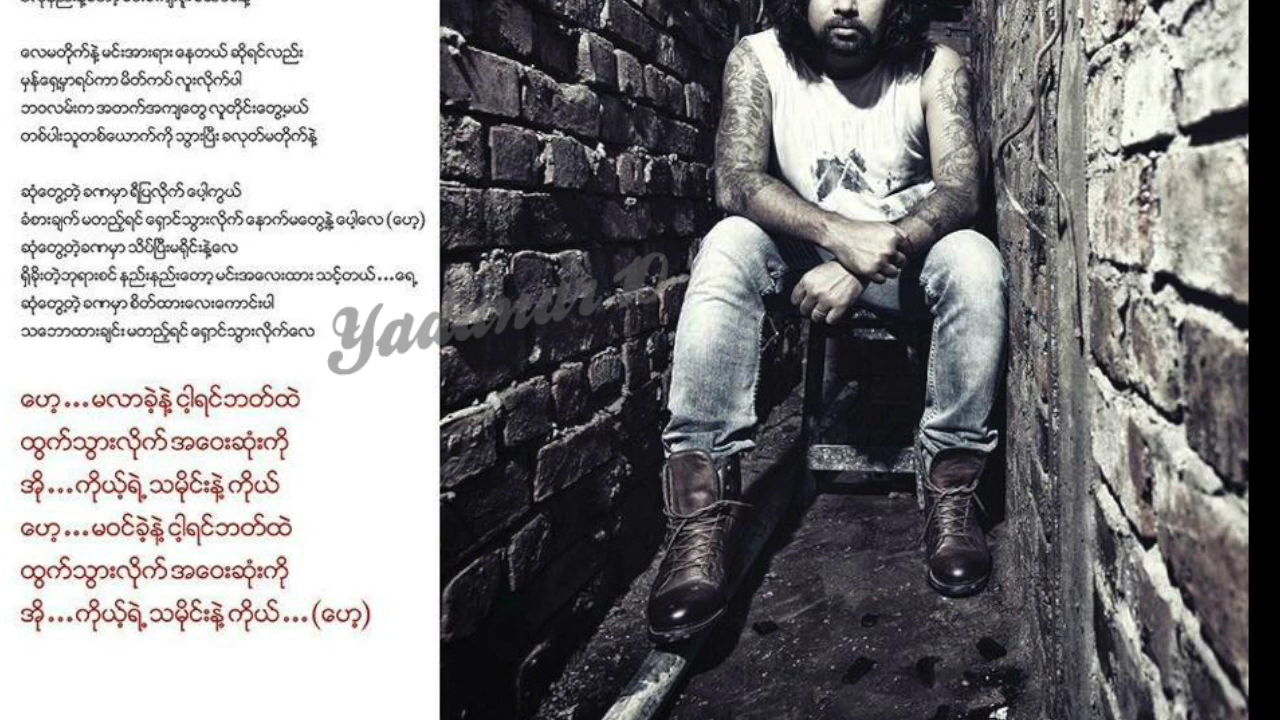 လေမတိုက်နဲ့ မင်းအားရား နေတယ် ဆိုရင်လည်း
မှန်ရှေ့မှာရပ်ကာ မိတ်ကပ် လူးလိုက်ပါ
ဘဝလမ်းက အတက်အကျတွေ လူတိုင်းတွေ့မယ်
တစ်ပါးသူတစ်ယောက်ကို သွားပြီး ခလုတ်မတိုက်နဲ့
ဆုံတွေ့တဲ့ ခဏမှာ ရီပြလိုက် ပေါ့ကွယ်
ခံစားချက် မတည့်ရင် ရှောင်သွားလိုက် နောက်မတွေ့နဲ့ ပေါ့လေ (ဟေ့)
ဆုံတွေ့တဲ့ခဏမှာ သိပ်ပြီးမရိုင်းနဲ့လေ
ရှိခိုးတဲ့ဘုရားစင် နည်းနည်းတော့ မင်းအလေးထား သင့်တယ်...ရေ့
ဆုံတွေ့တဲ့ ခဏမှာ စိတ်ထားလေးကောင်းပါ
သဘောထားချင်း မတည့်ရင် ရှောင်သွားလိုက်လေ
ဟေ့...မလာခဲ့နဲ့ ငါ့ရင်ဘတ်ထဲ
ထွက်သွားလိုက် အဝေးဆုံးကို
အို...ကိုယ့်ရဲ့ သမိုင်းနဲ့ ကိုယ်
ဟေ့...မဝင်ခဲ့နဲ့ ငါ့ရင်ဘတ်ထဲ
ထွက်သွားလိုက် အဝေးဆုံးကို
အို...ကိုယ့်ရဲ့ သမိုင်းနဲ့ ကိုယ်...(ဟေ့)